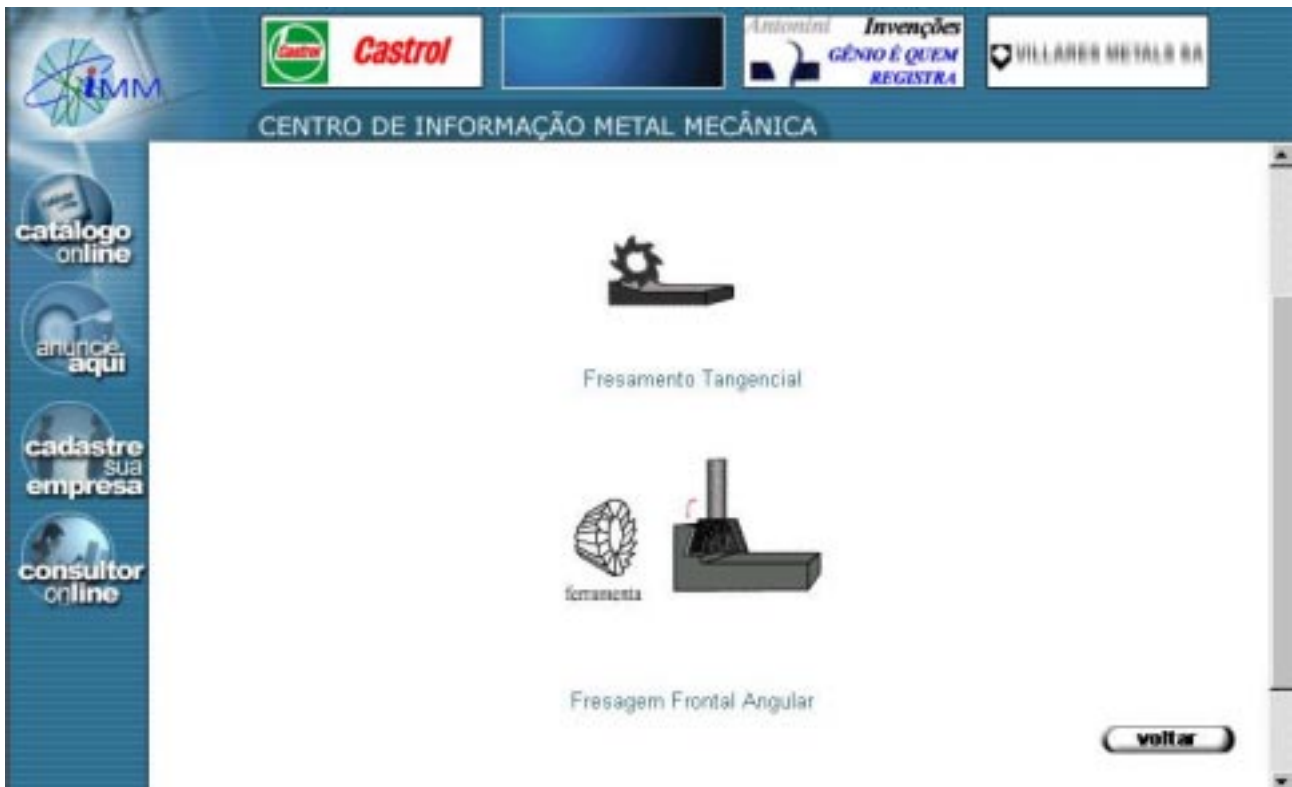 iMM
Castrol
Castrol
Antonini
Invenções
GÊNIO É QUEM
REGISTRA
VILLARES METALS SA
CENTRO DE INFORMAÇÃO METAL MECÂNICA
catálogo
online
anuncie
aqui
cadastre
sua
empresa
consultor
online
Fresamento Tangencial
ferramenta
Fresagem Frontal Angular
voltar